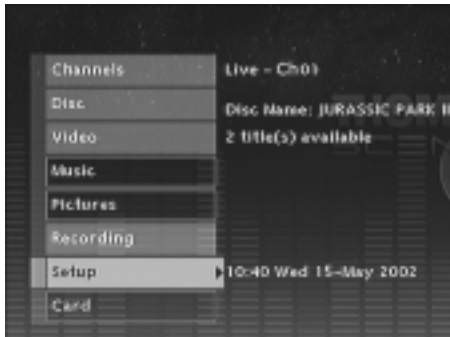 Channels
Live - Ch01
Disc
Disc Name: JURASSIC PARK II
Video
2 title(s) available
Music
Pictures
Recording
Setup
10:40 Wed 15-May 2002
Card